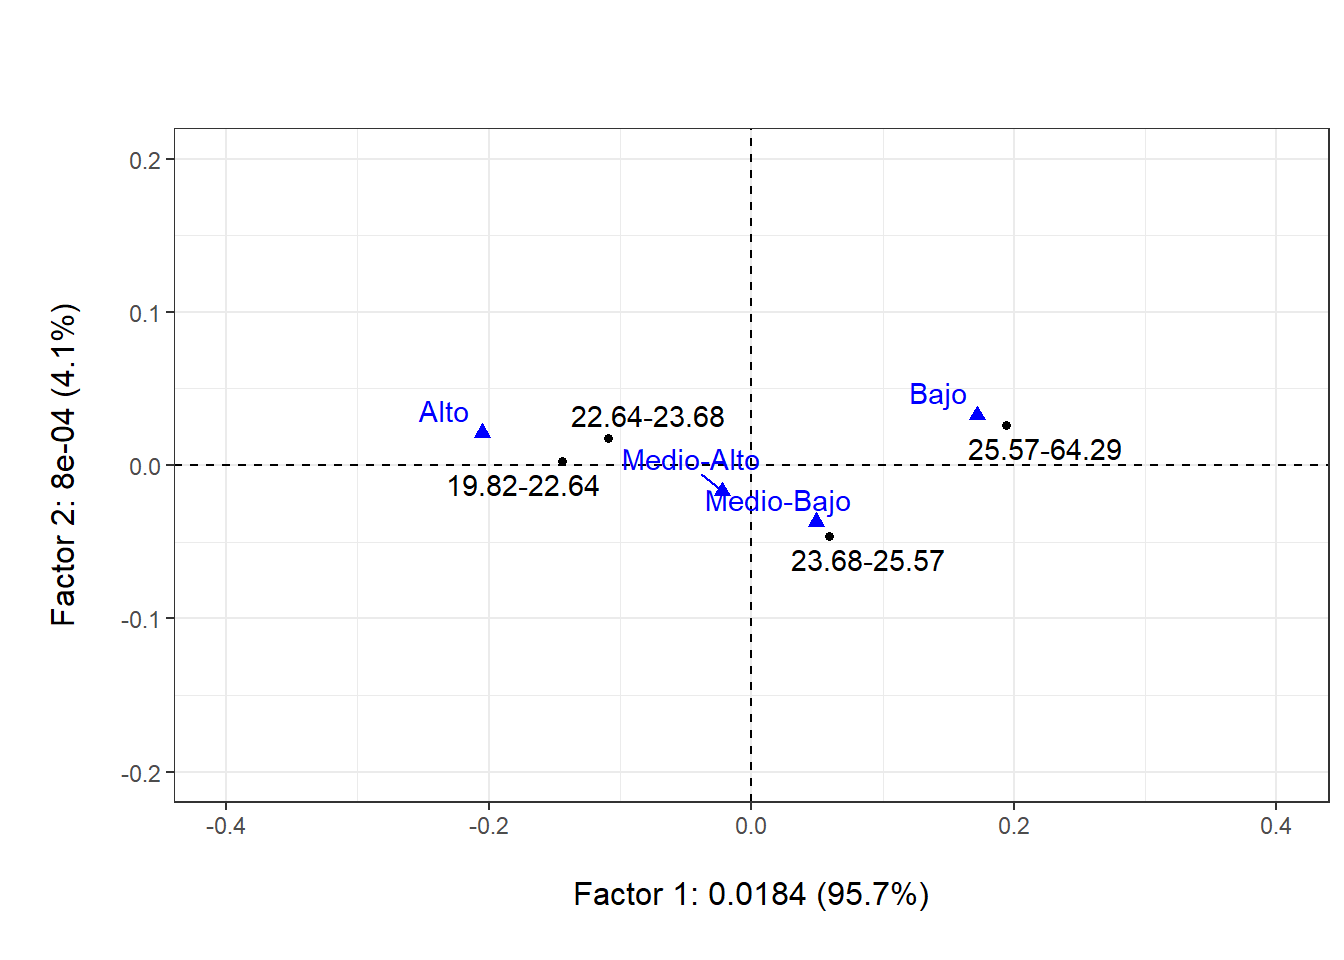 0.2
0.1
0.0
-0.1
-0.2
Factor 2: 8e-04 (4.1%)
Alto
22.64-23.68
Bajo
25.57-64.29
Medio-Alto
19.82-22.64
Medio-Bajo
23.68-25.57
-0.4
-0.2
0.0
0.2
0.4
Factor 1: 0.0184 (95.7%)